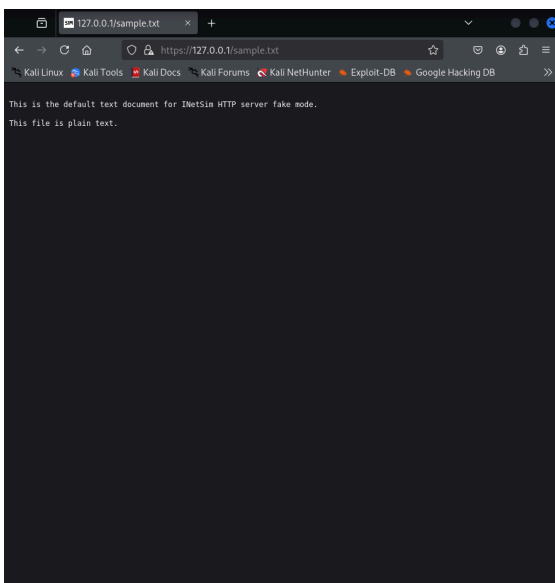 127.0.0.1/sample.txt
https://127.0.0.1/sample.txt
Kali Linux Kali Tools Kali Docs Kali Forums Kali NetHunter Exploit-DB Google Hacking DB
This is the default text document for INetSim HTTP server fake mode.
This file is plain text.